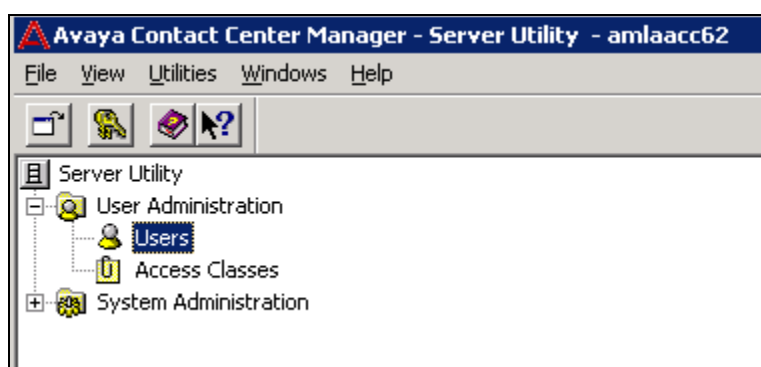 Avaya Contact Center Manager - Server Utility - amlaacc62
File View Utilities Windows Help
Server Utility
User Administration
Users
Access Classes
System Administration